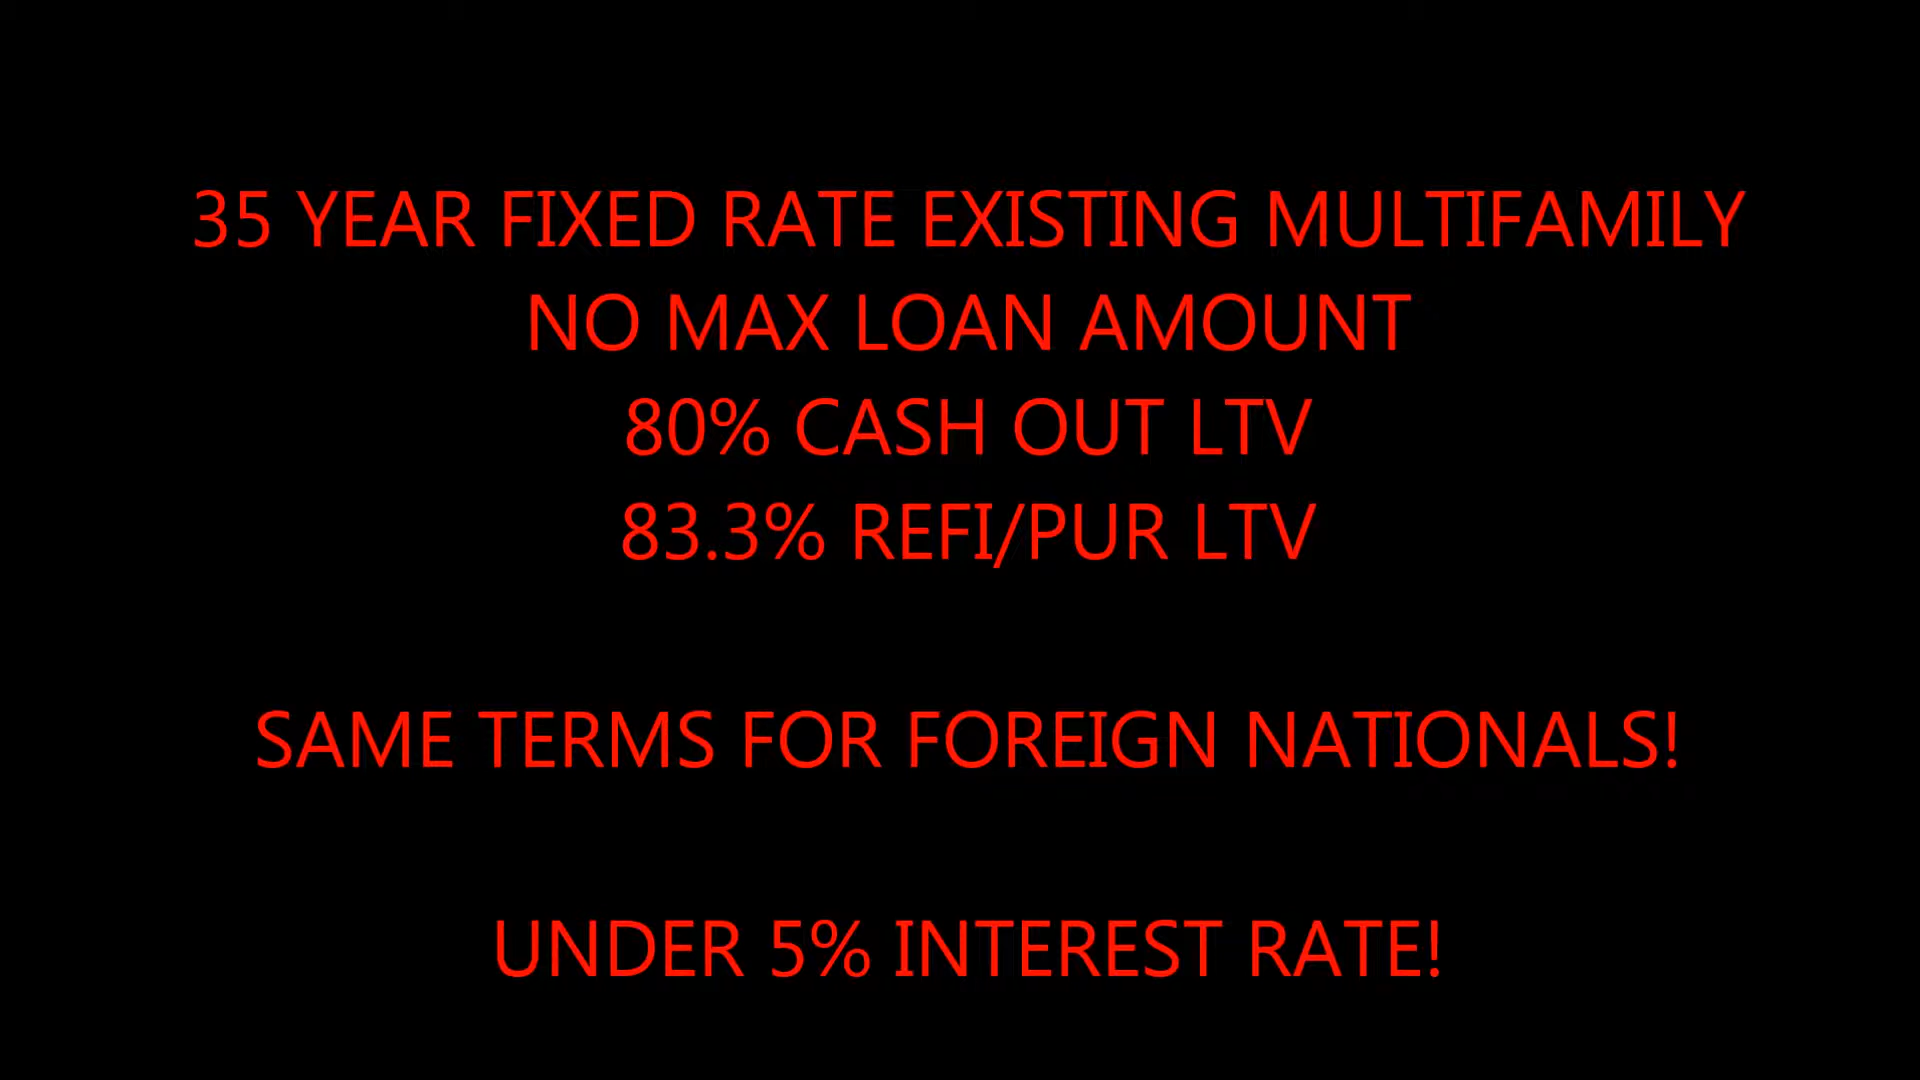 35 YEAR FIXED RATE EXISTING MULTIFAMILY
NO MAX LOAN AMOUNT
80% CASH OUT LTV
83.3% REFI/PUR LTV
SAME TERMS FOR FOREIGN NATIONALS!
UNDER 5% INTEREST RATE!